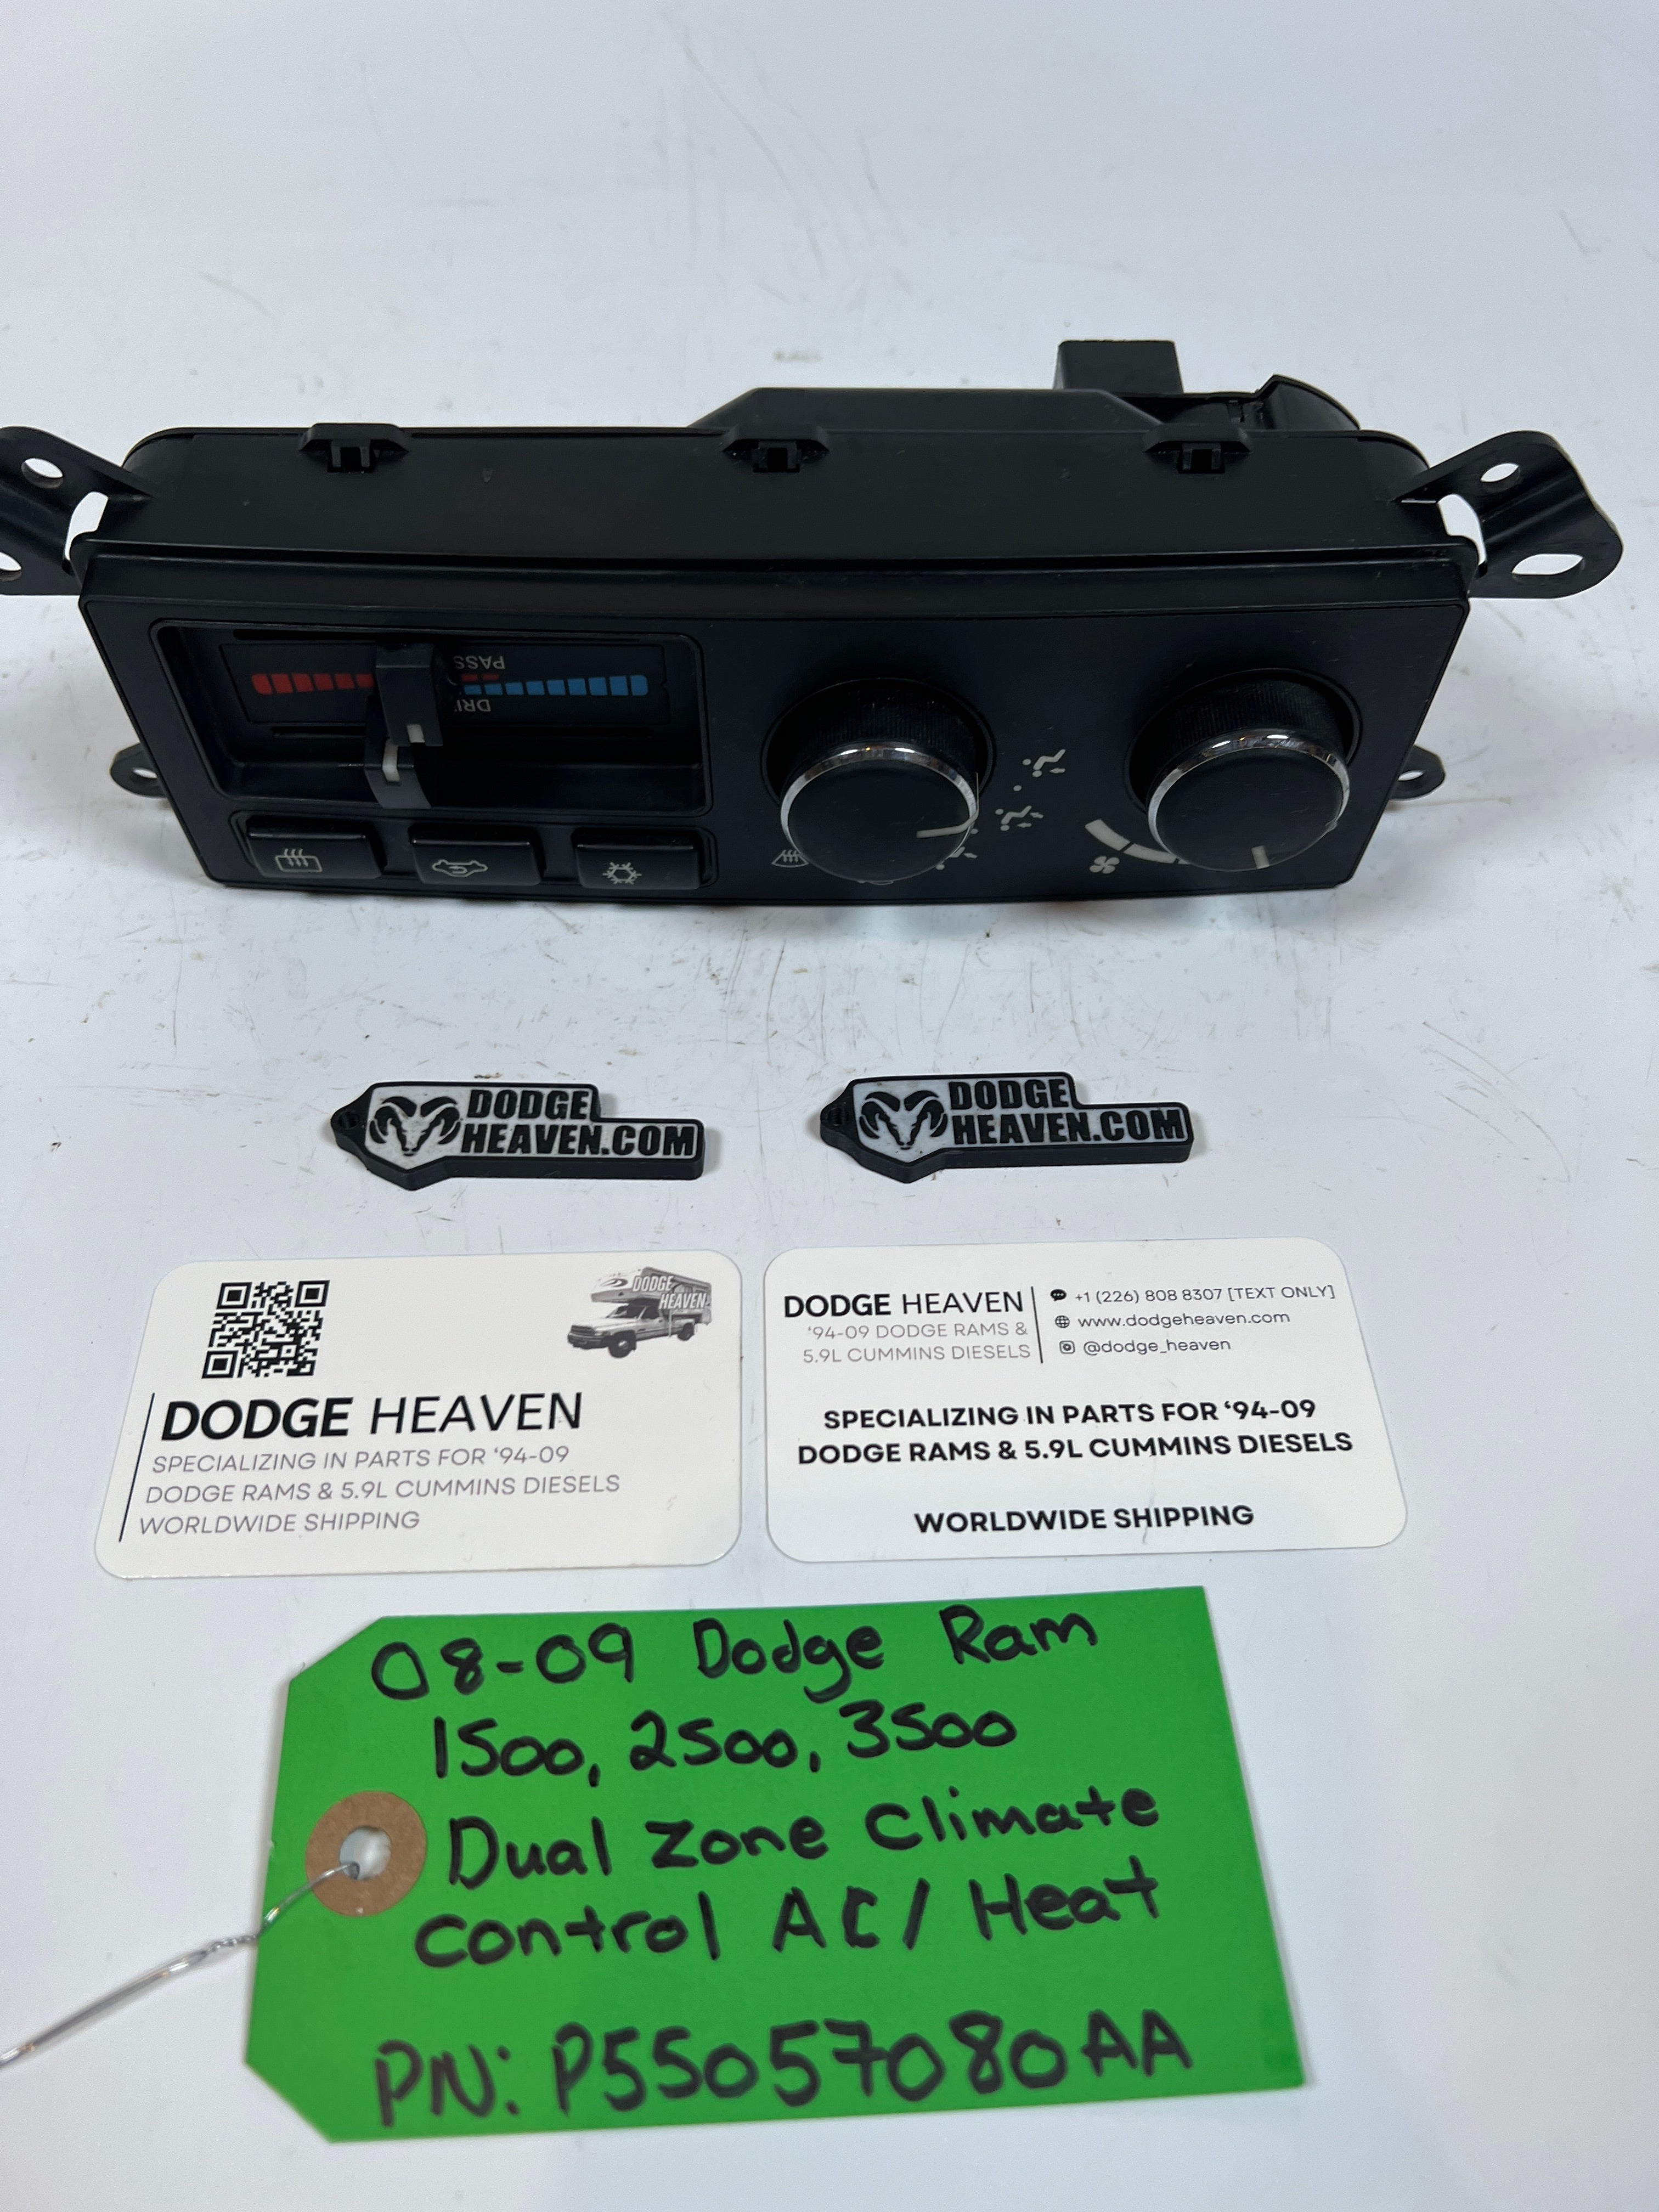 PASS
DODGE
HEAVEN.COM
DODGE
HEAVEN.COM
DODGE
HEAVEN
DODGE HEAVEN
SPECIALIZING IN PARTS FOR ‘94-09
DODGE RAMS & 5.9L CUMMINS DIESELS
WORLDWIDE SHIPPING
DODGE HEAVEN
‘94-09 DODGE RAMS &
5.9L CUMMINS DIESELS
+1 (226) 808 8307 [TEXT ONLY]
www.dodgeheaven.com
@dodge_heaven
SPECIALIZING IN PARTS FOR ‘94-09
DODGE RAMS & 5.9L CUMMINS DIESELS
WORLDWIDE SHIPPING
08-09 Dodge Ram
1500, 2500, 3500
Dual Zone Climate
Control AC/ Heat
PN: P55057080AA